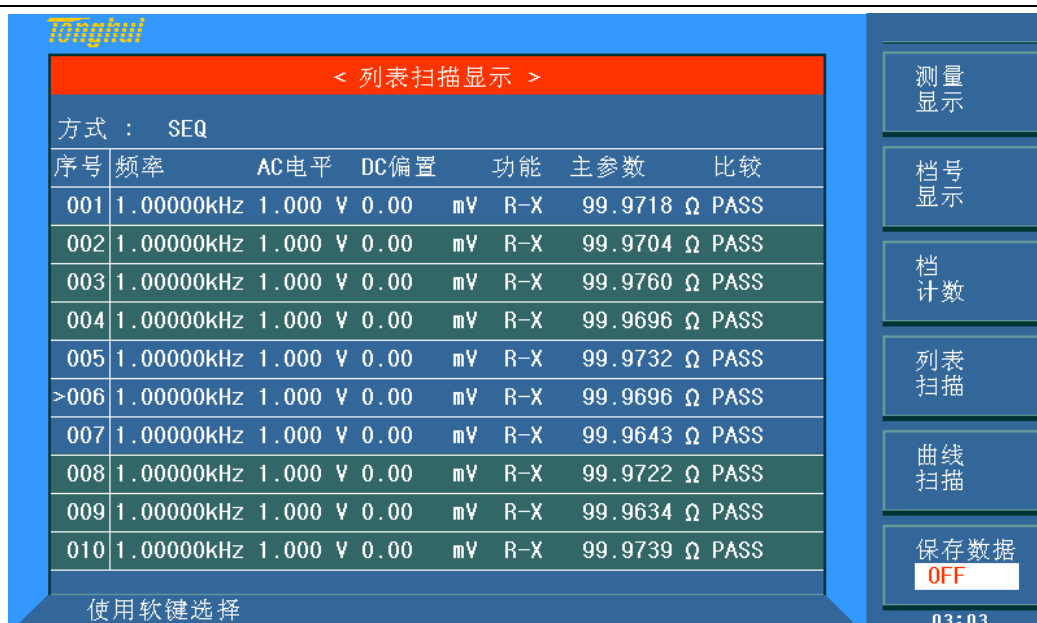 Tonghui
< 列表扫描显示 >
方式 : SEQ
序号 频率 AC电平 DC偏置 功能 主参数 比较
001 1.00000kHz 1.000 V 0.00 mV R-X 99.9718 Ω PASS
002 1.00000kHz 1.000 V 0.00 mV R-X 99.9704 Ω PASS
003 1.00000kHz 1.000 V 0.00 mV R-X 99.9760 Ω PASS
004 1.00000kHz 1.000 V 0.00 mV R-X 99.9696 Ω PASS
005 1.00000kHz 1.000 V 0.00 mV R-X 99.9732 Ω PASS
>006 1.00000kHz 1.000 V 0.00 mV R-X 99.9696 Ω PASS
007 1.00000kHz 1.000 V 0.00 mV R-X 99.9643 Ω PASS
008 1.00000kHz 1.000 V 0.00 mV R-X 99.9722 Ω PASS
009 1.00000kHz 1.000 V 0.00 mV R-X 99.9634 Ω PASS
010 1.00000kHz 1.000 V 0.00 mV R-X 99.9739 Ω PASS
使用软键选择
测量
显示
档号
显示
档
计数
列表
扫描
曲线
扫描
保存数据
OFF
03:03